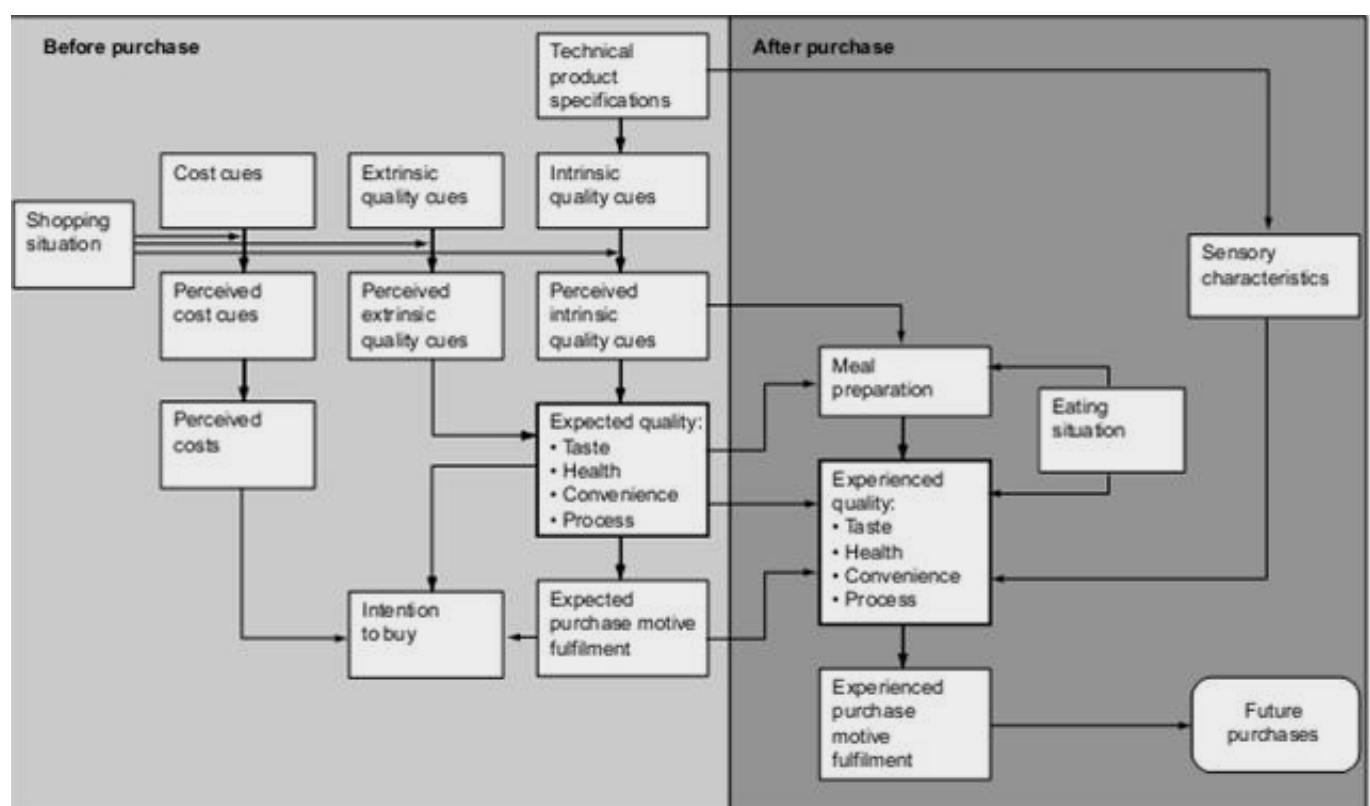 Before purchase
After purchase
Technical
product
specifications
Cost cues
Extrinsic
quality cues
Intrinsic
quality cues
Shopping
situation
Sensory
characteristics
Perceived
cost cues
Perceived
extrinsic
quality cues
Perceived
intrinsic
quality cues
Meal
preparation
Eating
situation
Perceived
costs
Expected quality:
• Taste
• Health
• Convenience
• Process
Experienced
quality:
• Taste
• Health
• Convenience
• Process
Intention
to buy
Expected
purchase motive
fulfilment
Experienced
purchase
motive
fulfilment
Future
purchases